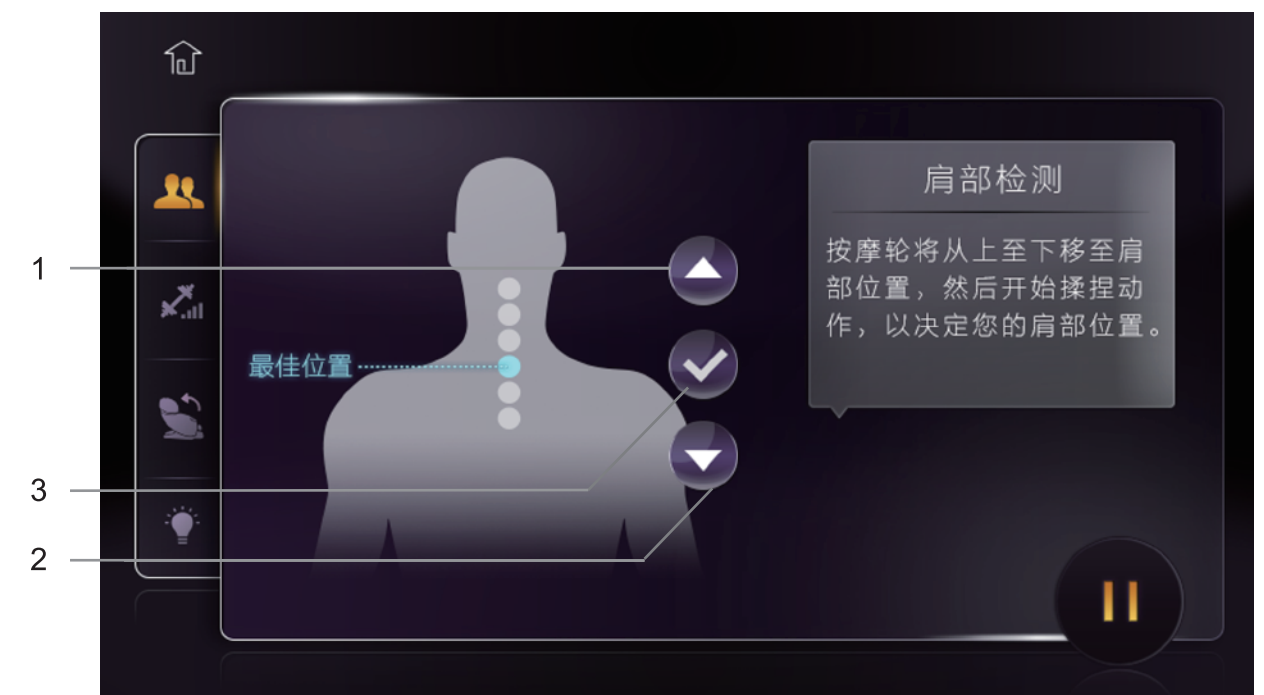 肩部检测
按摩轮将从上至下移至肩
部位置，然后开始揉捏动
作，以决定您的肩部位置。
1
最佳位置
3
2